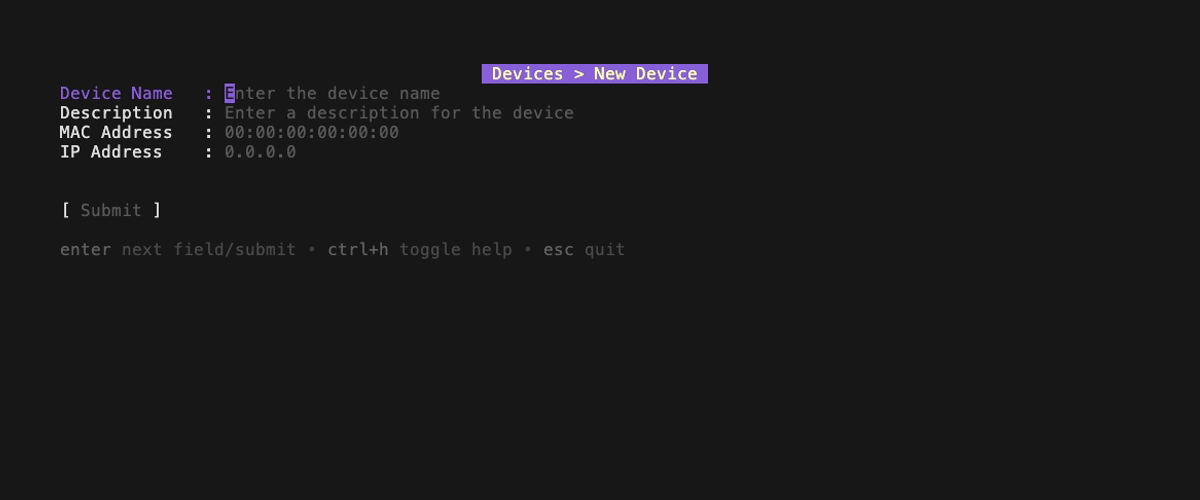 Devices > New Device
Device Name : Enter the device name
Description : Enter a description for the device
MAC Address : 00:00:00:00:00:00
IP Address : 0.0.0.0
[ Submit ]
enter next field/submit • ctrl+h toggle help • esc quit